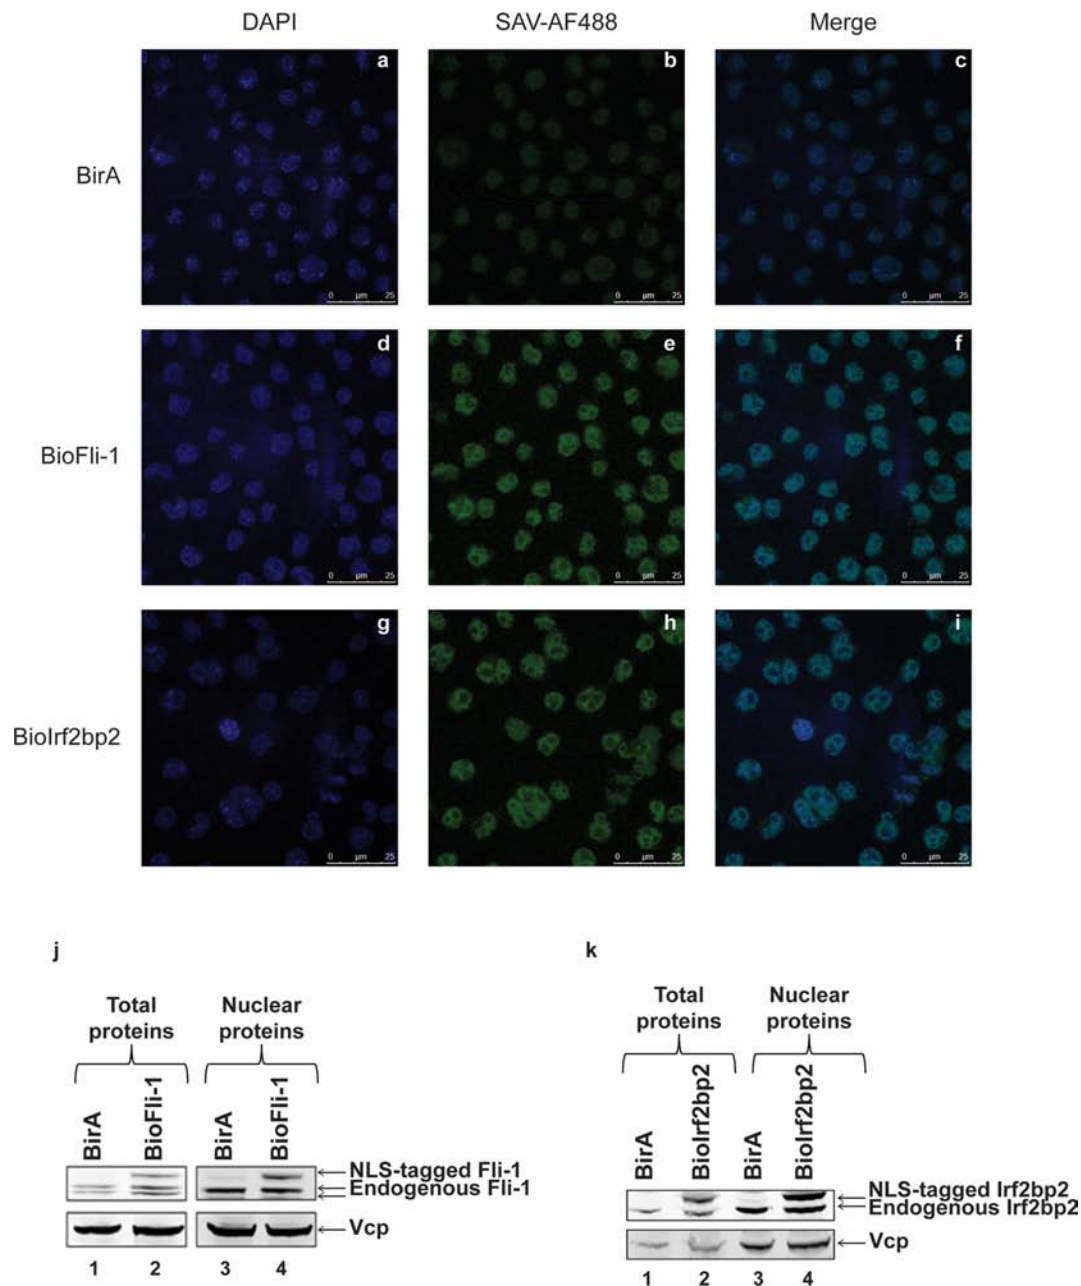 DAPI SAV-AF488 Merge
BirA
a b c
0 µm 25 0 µm 25 0 µm 25
BioFli-1
d e f
0 µm 25 0 µm 25 0 µm 25
BioIrf2bp2
g h i
0 µm 25 0 µm 25 0 µm 25
j
Total proteins
Nuclear proteins
BirA
BioFli-1
BirA
BioFli-1
NLS-tagged Fli-1
Endogenous Fli-1
Vcp
1 2 3 4
k
Total proteins
Nuclear proteins
BirA
BioIrf2bp2
BirA
BioIrf2bp2
NLS-tagged Irf2bp2
Endogenous Irf2bp2
Vcp
1 2 3 4